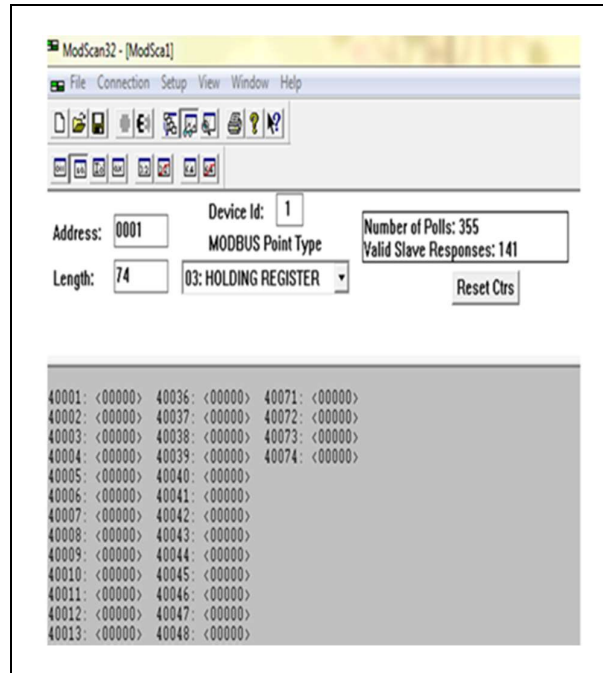 ModScan32 - [ModSca1]
File Connection Setup View Window Help
Address: 0001
Device Id: 1
MODBUS Point Type
Number of Polls: 355
Valid Slave Responses: 141
Length: 74
03: HOLDING REGISTER
Reset Ctrs
40001: <00000> 40036: <00000> 40071: <00000>
40002: <00000> 40037: <00000> 40072: <00000>
40003: <00000> 40038: <00000> 40073: <00000>
40004: <00000> 40039: <00000> 40074: <00000>
40005: <00000> 40040: <00000>
40006: <00000> 40041: <00000>
40007: <00000> 40042: <00000>
40008: <00000> 40043: <00000>
40009: <00000> 40044: <00000>
40010: <00000> 40045: <00000>
40011: <00000> 40046: <00000>
40012: <00000> 40047: <00000>
40013: <00000> 40048: <00000>